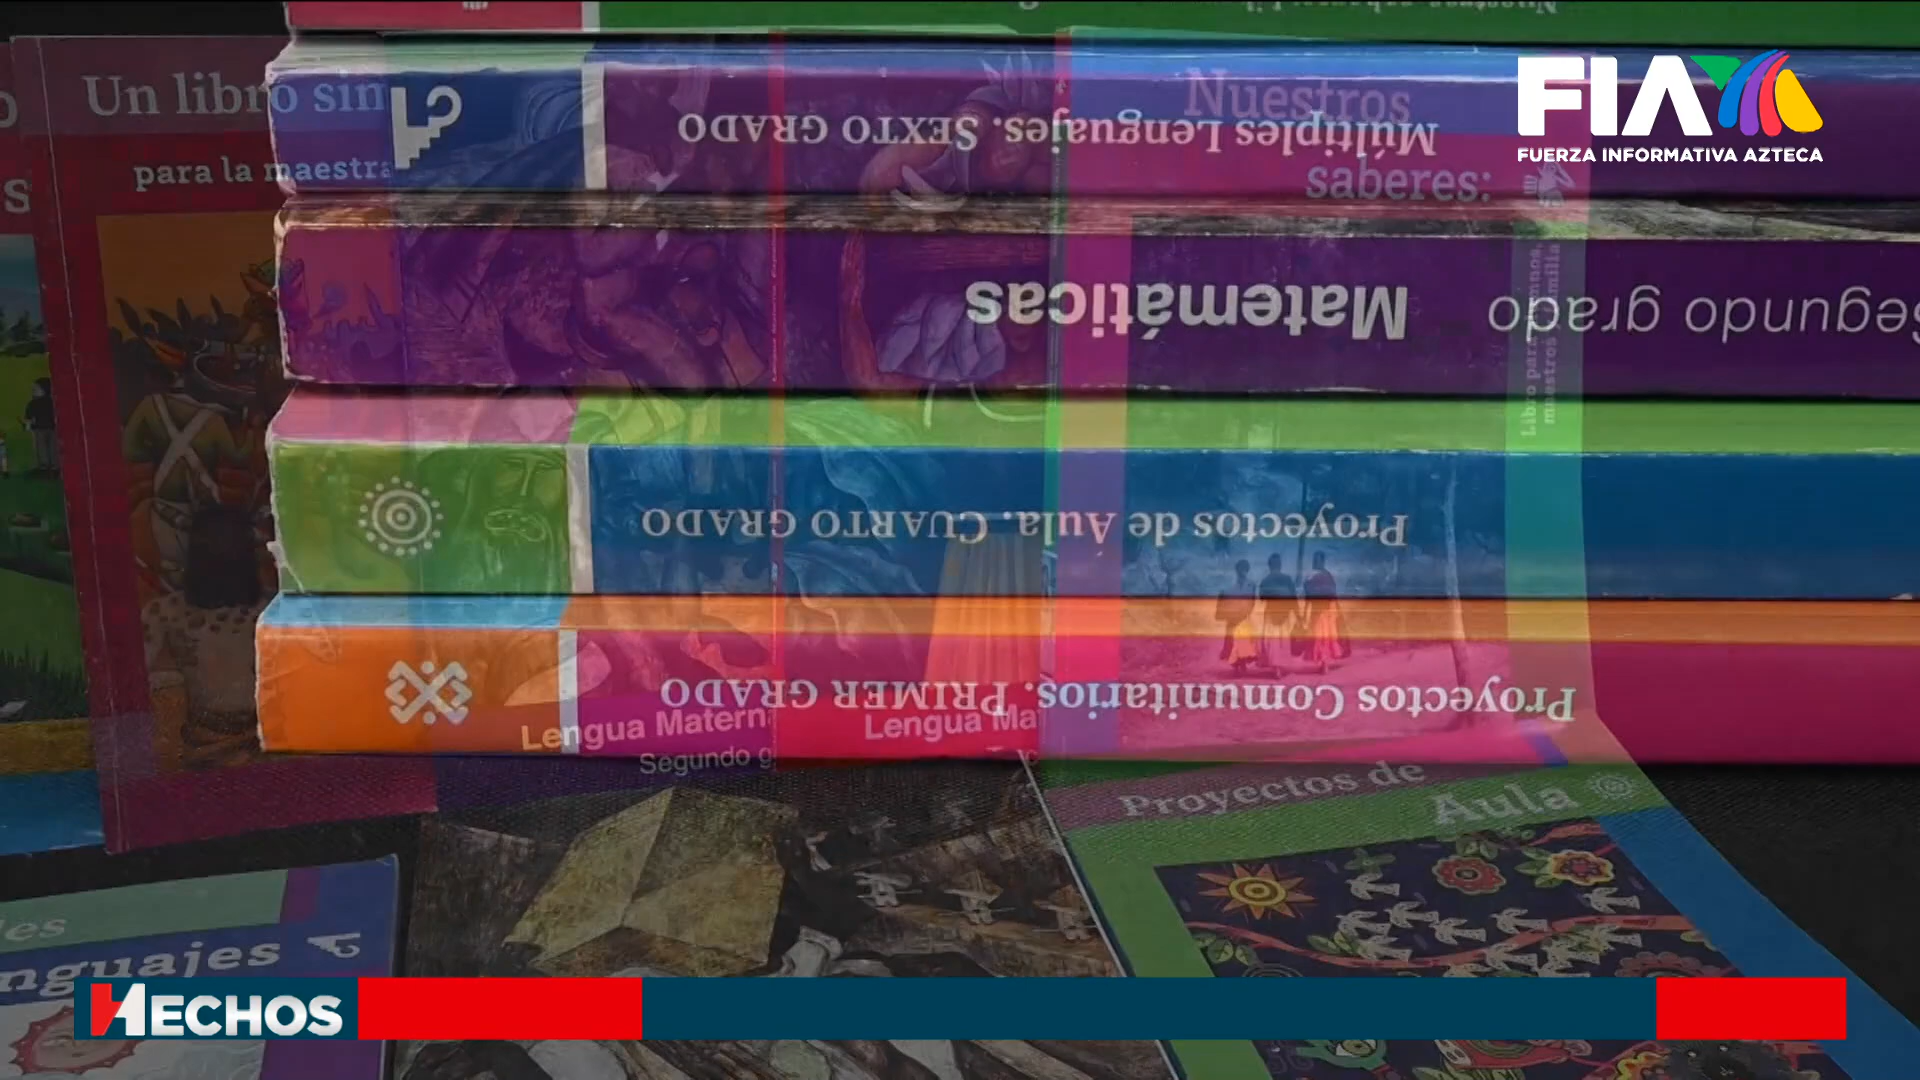 Un libro sin
para la maestra
Nuestros
saberes:
Libro para alumnos,
maestros familia
Múltiples Lenguajes. SEXTO GRADO
Matemáticas
Segundo grado
Proyectos de Aula. CUARTO GRADO
Proyectos Comunitarios. PRIMER GRADO
Lengua Matern
Segundo g
Lengua Ma
Proyectos de
Aula
les
nguajes
FIA
FUERZA INFORMATIVA AZTECA
HECHOS